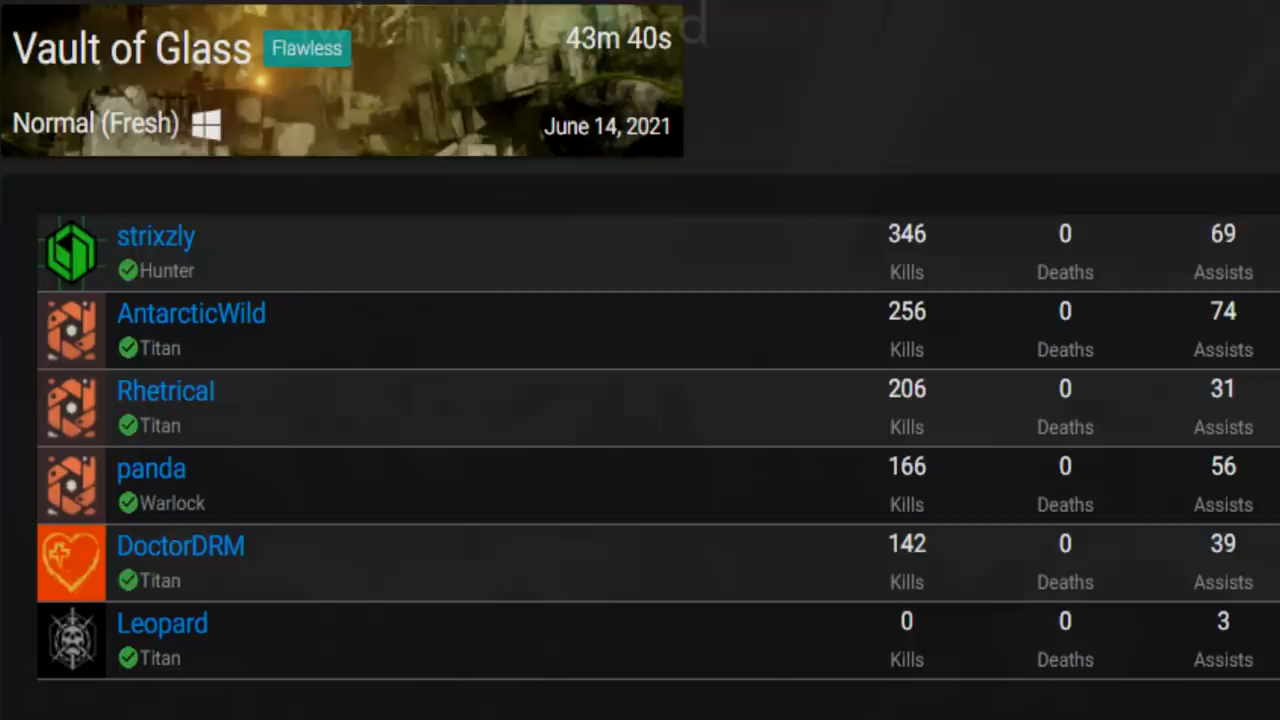 Vault of Glass Flawless 43m 40s
Normal (Fresh) June 14, 2021
strixzly 346 0 69
Hunter Kills Deaths Assists
AntarcticWild 256 0 74
Titan Kills Deaths Assists
Rhetrical 206 0 31
Titan Kills Deaths Assists
panda 166 0 56
Warlock Kills Deaths Assists
DoctorDRM 142 0 39
Titan Kills Deaths Assists
Leopard 0 0 3
Titan Kills Deaths Assists